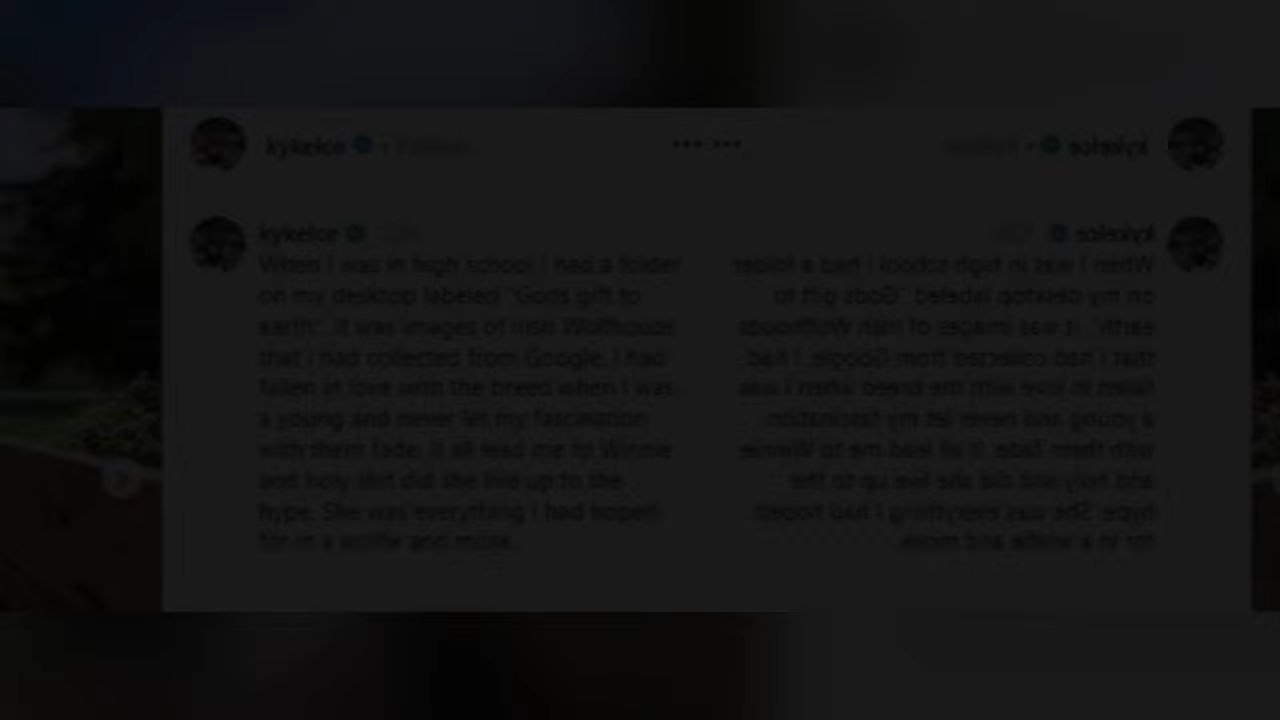 kykelce
kykelce
When I was in high school I had a folder
on my desktop labeled "Gods gift to
earth". It was images of Irish Wolfhounds
that I had collected from Google. I had
fallen in love with the breed when I was
a young and never let my fascination
with them fade. It all lead me to Winnie
and holy shit did she live up to the
hype. She was everything I had hoped
for in a wolfie and more.